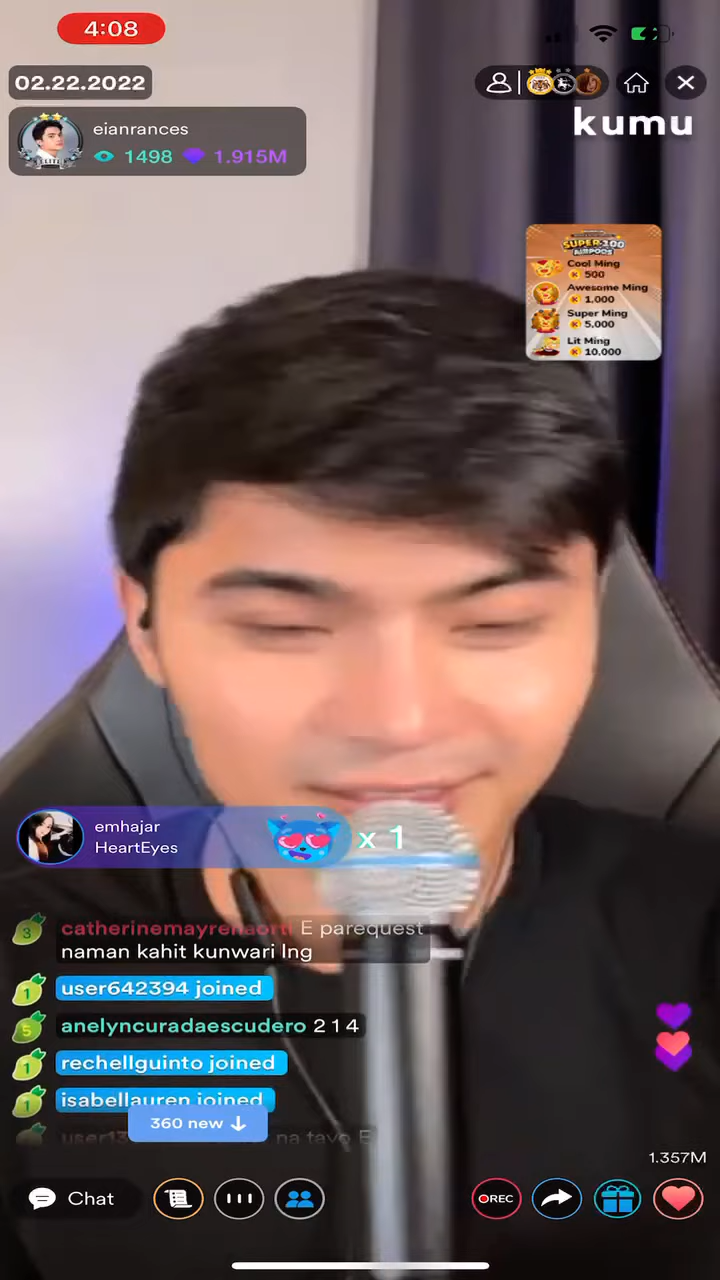 4:08
02.22.2022
kumu
eianrances
1498 1.915M
ELITE
SUPER 200
AIRPODS
Cool Ming
500
Awesome Ming
1,000
Super Ming
5,000
Lit Ming
10,000
emhajar
HeartEyes
x 1
3 catherinemayrenaorti E parequest
naman kahit kunwari lng
1 user642394 joined
5 anelyncuradaescudero 2 1 4
1 rechellguinto joined
1 isabellauren joined
360 new
na tayo E
1.357M
Chat
REC